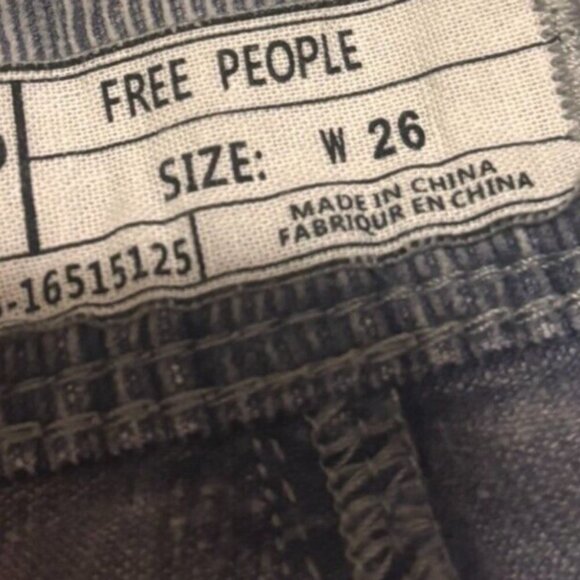 FREE PEOPLE
SIZE: W 26
MADE IN CHINA
FABRIQUR EN CHINA
-16515125